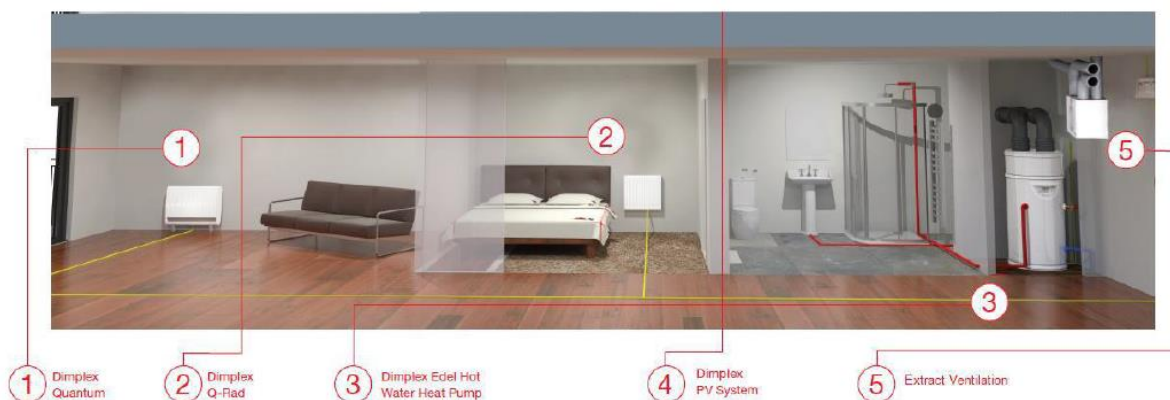 1
2
5
3
1
Dimplex
Quantum
2
Dimplex
Q-Rad
3
Dimplex Edel Hot
Water Heat Pump
4
Dimplex
PV System
5
Extract Ventilation